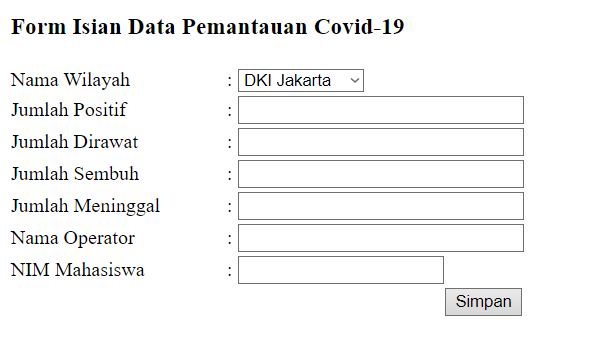 Form Isian Data Pemantauan Covid-19
Nama Wilayah : DKI Jakarta
Jumlah Positif :
Jumlah Dirawat :
Jumlah Sembuh :
Jumlah Meninggal :
Nama Operator :
NIM Mahasiswa :
Simpan